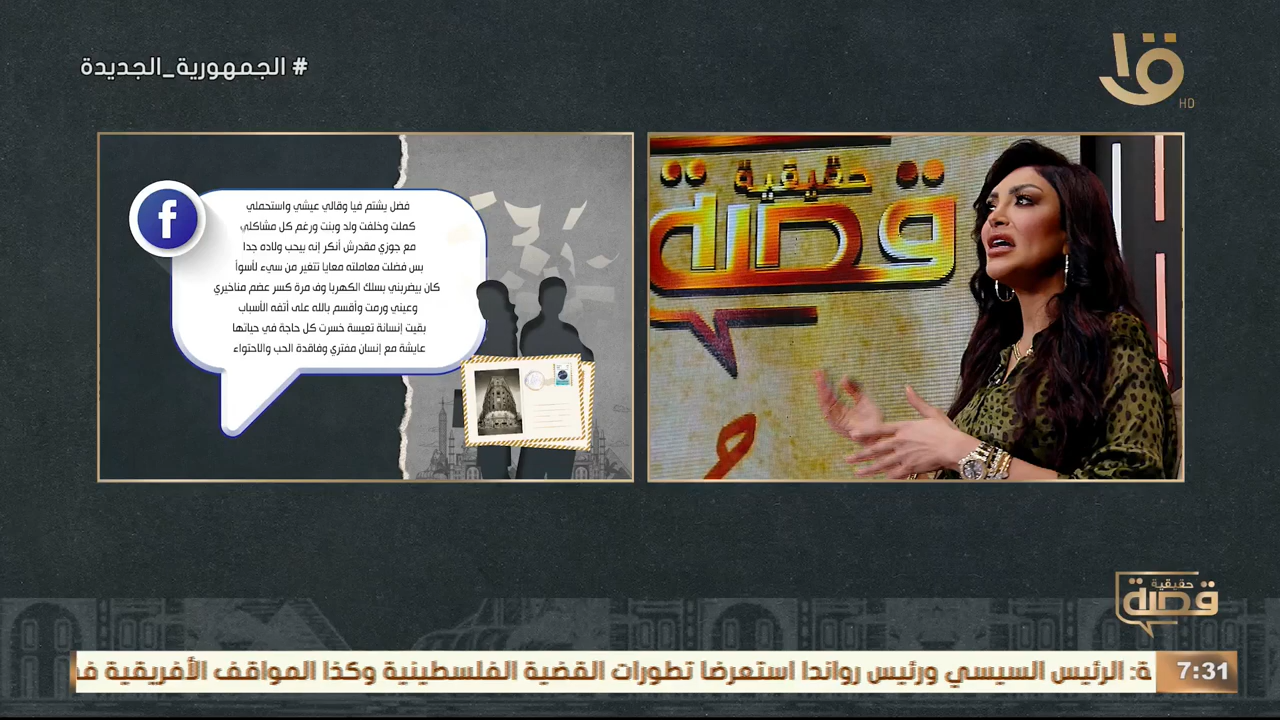 # الجمهورية_الجديدة
HD
فضل يشتم فيا وقالي عيشي واستحملي
كملت وخلفت ولد وبنت ورغم كل مشاكلي
مع جوزي مقدرش أنكر إنه بيحب ولاده جدا
بس فضلت معاملته معايا تتغير من سيء لأسوأ
كان بيضربني بسلك الكهربا وف مرة كسر عضم مناخيري
وعيني ورمت وأقسم بالله على أتفه الأسباب
بقيت إنسانة تعيسة خسرت كل حاجة في حياتها
عايشة مع إنسان مفتري وفاقدة الحب والاحتواء
قصة
حقيقية
قصة
حقيقية
ة: الرئيس السيسي ورئيس رواندا استعرضا تطورات القضية الفلسطينية وكذا المواقف الأفريقية
7:31